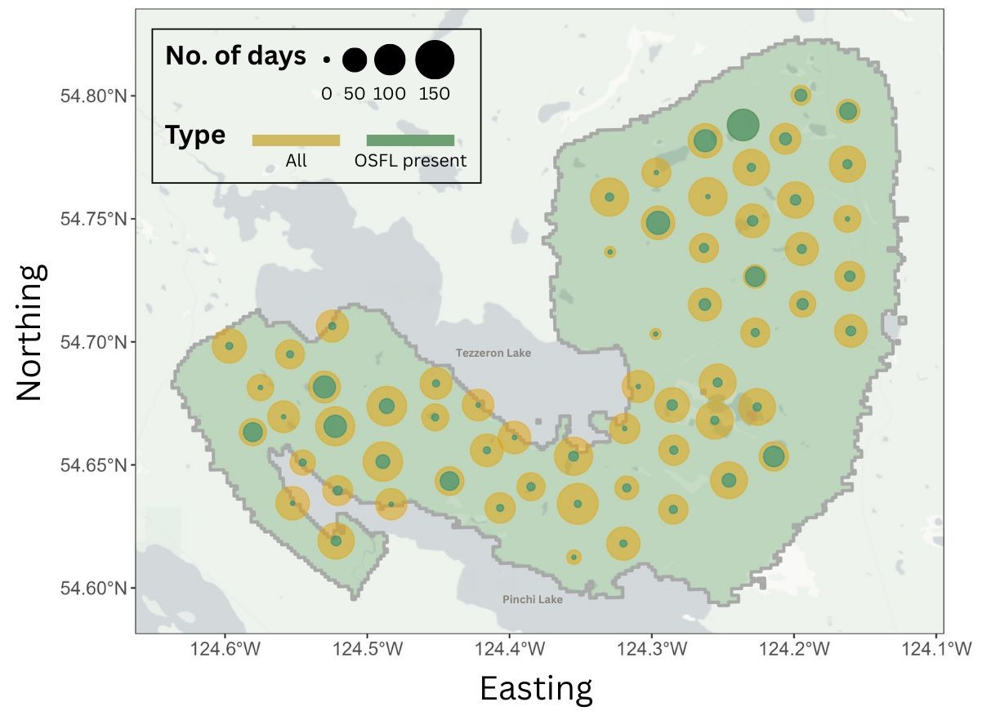 No. of days
0 50 100 150
Type
All OSFL present
54.80°N
54.75°N
54.70°N
54.65°N
54.60°N
Northing
Tezzeron Lake
Pinchi Lake
124.6°W 124.5°W 124.4°W 124.3°W 124.2°W 124.1°W
Easting